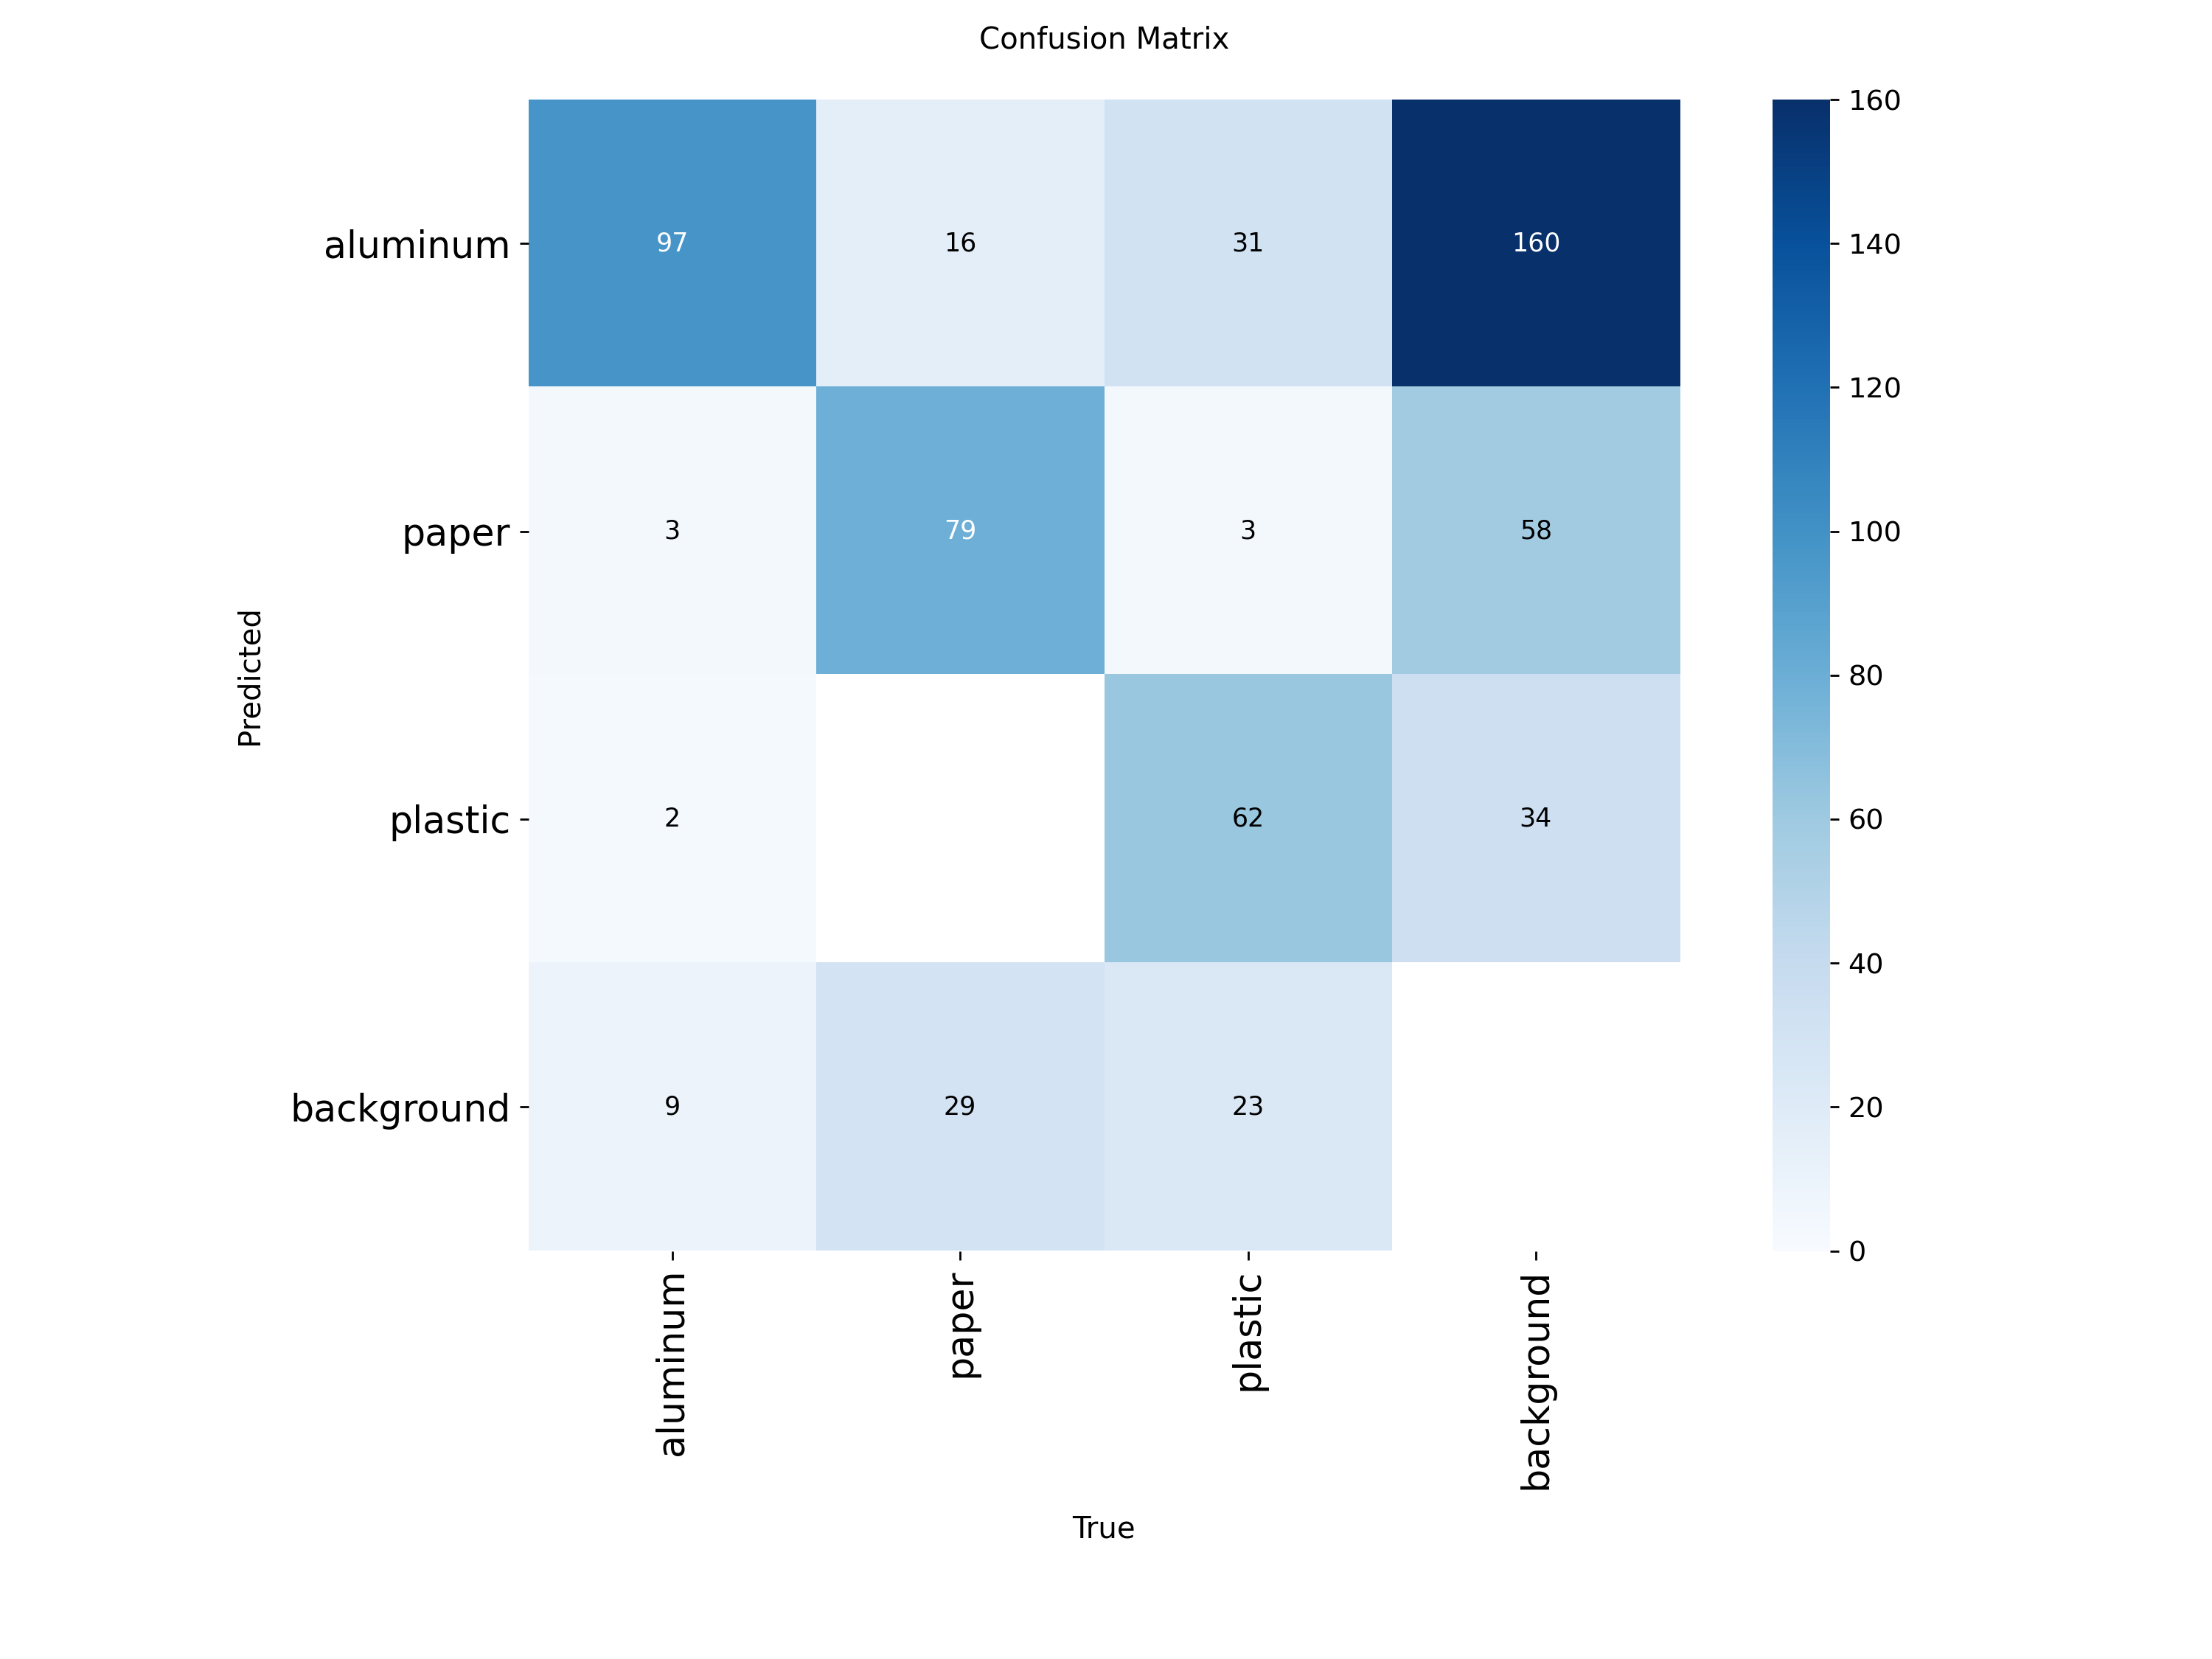 Confusion Matrix
aluminum 97 16 31 160
paper 3 79 3 58
plastic 2 62 34
background 9 29 23
Predicted
aluminum paper plastic background
True
160
140
120
100
80
60
40
20
0